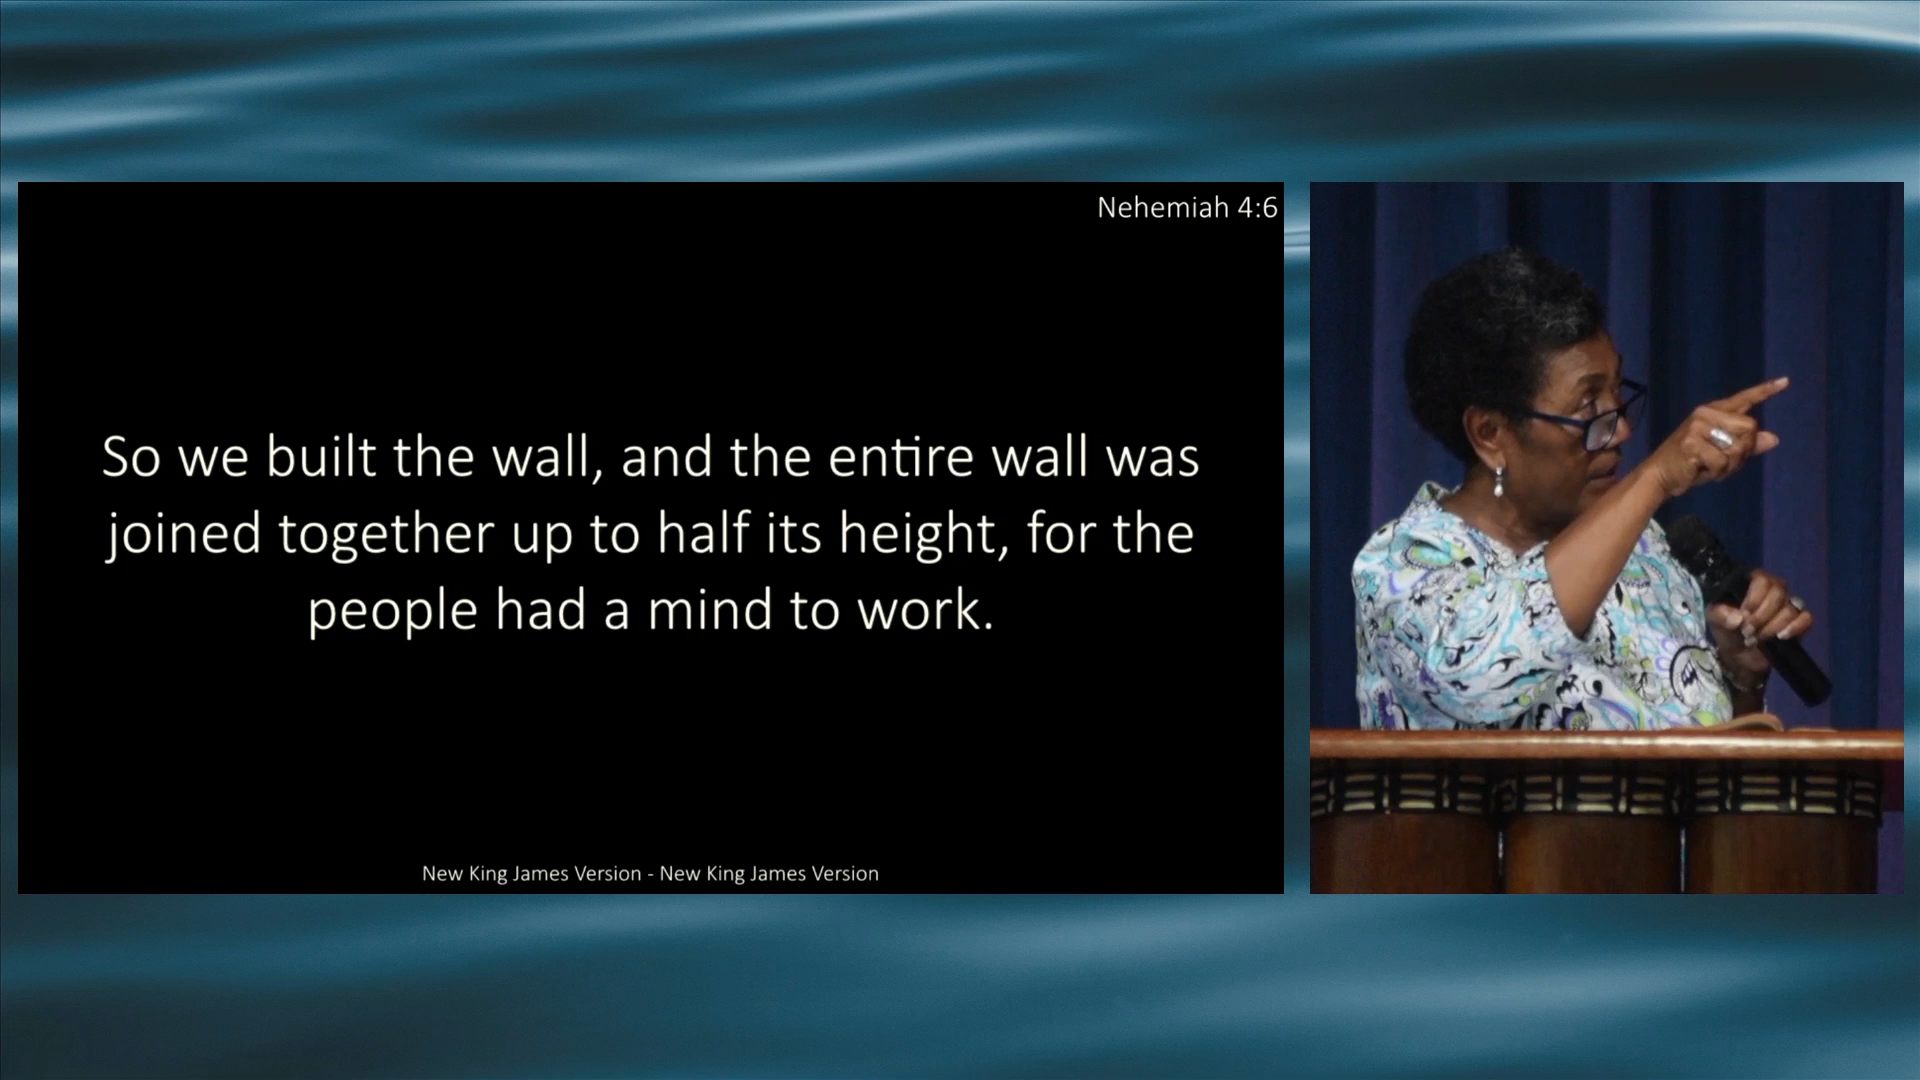 Nehemiah 4:6
So we built the wall, and the entire wall was
joined together up to half its height, for the
people had a mind to work.
New King James Version - New King James Version